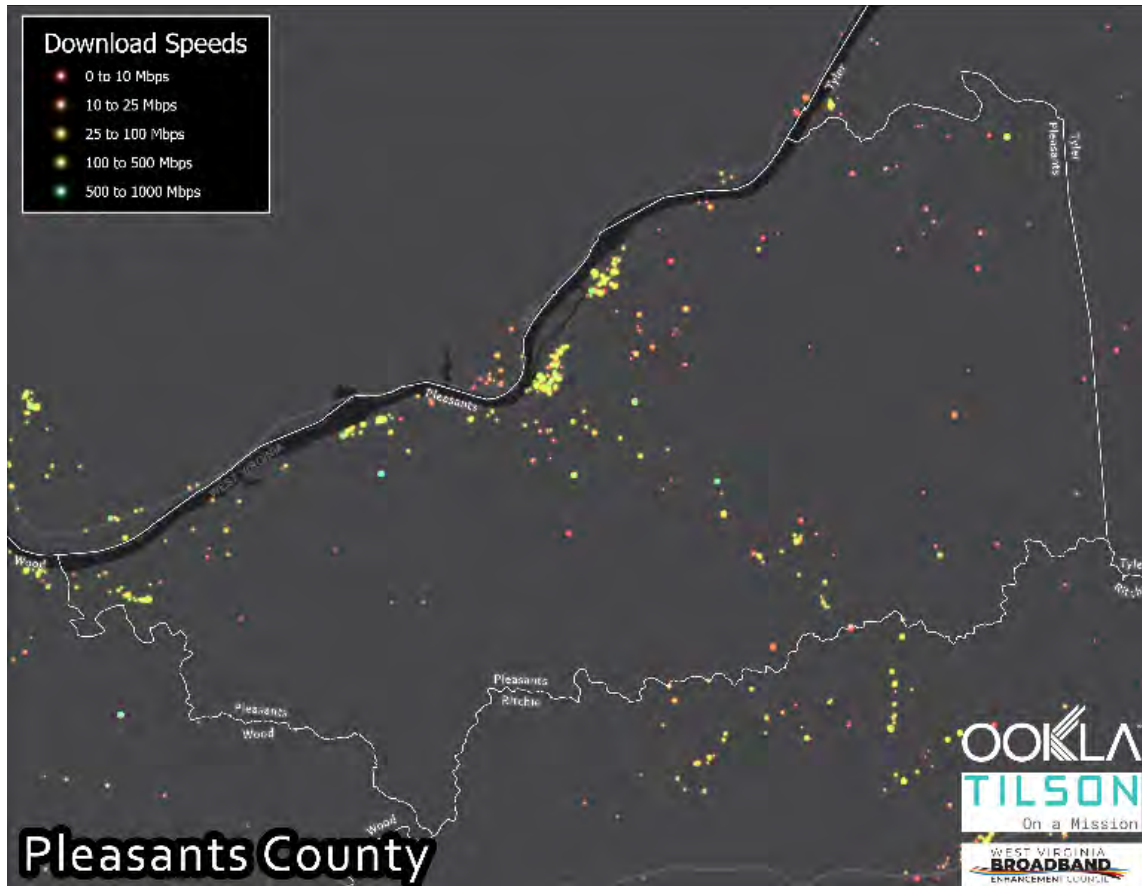 Download Speeds
0 to 10 Mbps
10 to 25 Mbps
25 to 100 Mbps
100 to 500 Mbps
500 to 1000 Mbps
Tyler
Tyler
Pleasants
Pleasants
WEST VIRGINIA
Wood
Tyler
Ritchie
Pleasants
Ritchie
Pleasants
Wood
Wood
OOKLA
TILSON
On a Mission
WEST VIRGINIA
BROADBAND
ENHANCEMENT COUNCIL
Pleasants County